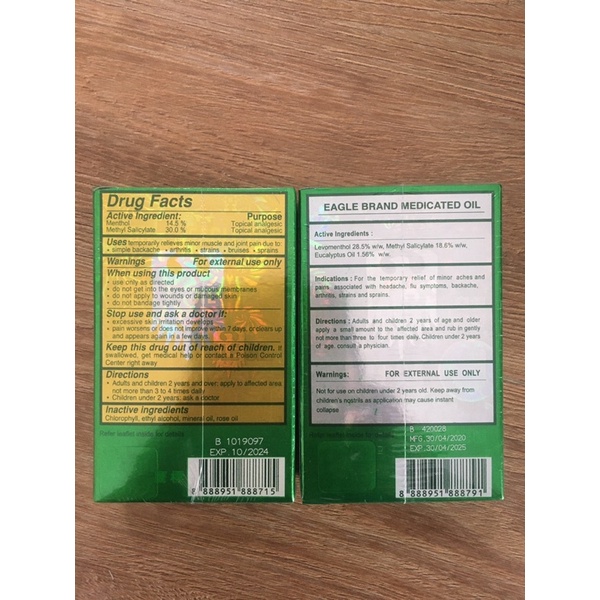 Drug Facts
Active Ingredient: Purpose
Menthol 14.5 % Topical analgesic
Methyl Salicylate 30.0 % Topical analgesic
Uses temporarily relieves minor muscle and joint pain due to:
• simple backache • arthritis • strains • bruises • sprains
Warnings For external use only
When using this product
• use only as directed
• do not get into the eyes or mucous membranes
• do not apply to wounds or damaged skin
• do not bandage tightly
Stop use and ask a doctor if:
• excessive skin irritation develops
• pain worsens or does not improve within 7 days, or clears up
and appears again in a few days.
Keep this drug out of reach of children. If
swallowed, get medical help or contact a Poison Control
Center right away
Directions
• Adults and children 2 years and over; apply to affected area
not more than 3 to 4 times daily
• Children under 2 years; ask a doctor
Inactive ingredients
Chlorophyll, ethyl alcohol, mineral oil, rose oil
Refer leaflet inside for details
B 1019097
EXP.10/2024
8 888951 888715
EAGLE BRAND MEDICATED OIL
Active Ingredients :
Levomenthol 28.5% w/w, Methyl Salicylate 18.6% w/w,
Eucalyptus Oil 1.56% w/w.
Indications : For the temporary relief of minor aches and
pains associated with headache, flu symptoms, backache,
arthritis, strains and sprains.
Directions : Adults and children 2 years of age and older
apply a small amount to the affected area and rub in gently
not more than three to four times daily. Children under 2 years
of age, consult a physician.
Warnings: FOR EXTERNAL USE ONLY
Not for use on children under 2 years old. Keep away from
children's nostrils as application may cause instant
collapse
B 420028
MFG.30/04/2020
EXP.30/04/2025
8 888951 888791